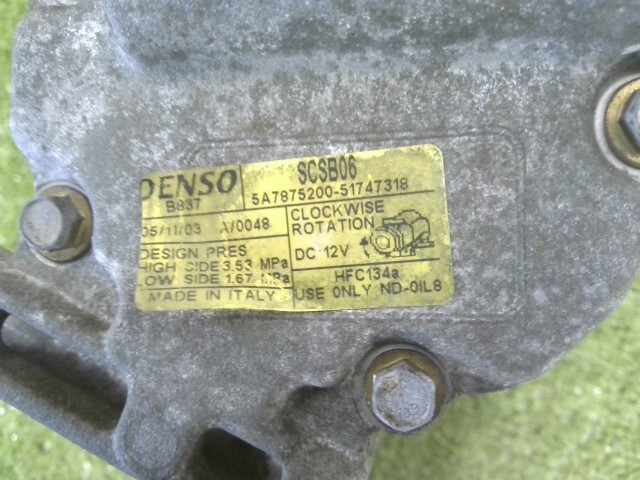 DENSO
B837
SCSB06
5A7875200-51747318
05/11/03 A/0048
CLOCKWISE
ROTATION
DC 12V
DESIGN PRES
HIGH SIDE 3.53 MPa
LOW SIDE 1.67 MPa
MADE IN ITALY
HFC134a
USE ONLY ND-OIL8